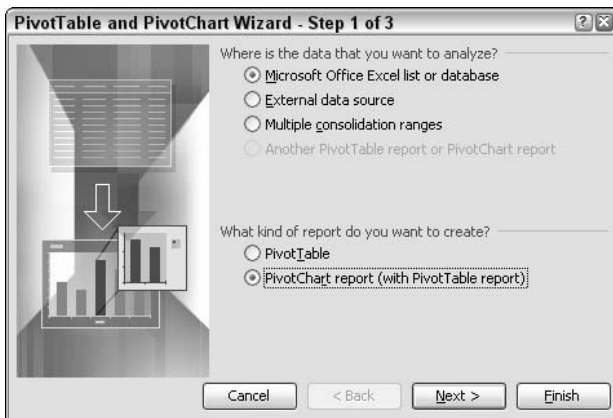 PivotTable and PivotChart Wizard - Step 1 of 3
Where is the data that you want to analyze?
Microsoft Office Excel list or database
External data source
Multiple consolidation ranges
Another PivotTable report or PivotChart report
What kind of report do you want to create?
PivotTable
PivotChart report (with PivotTable report)
Cancel
< Back
Next >
Finish